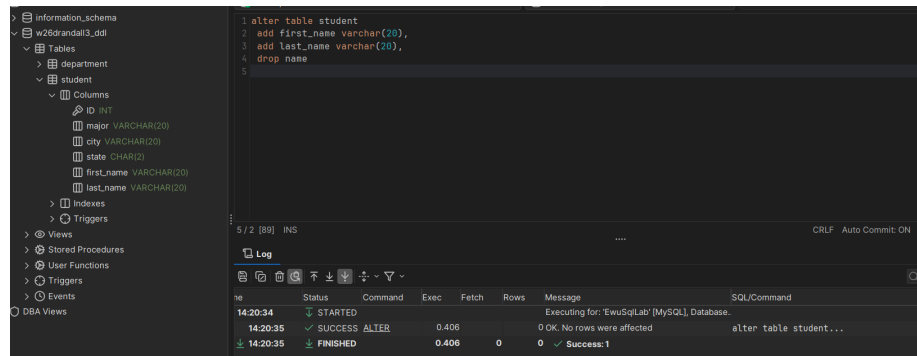 information_schema
w26drandall3_ddl
Tables
department
student
Columns
ID INT
major VARCHAR(20)
city VARCHAR(20)
state CHAR(2)
first_name VARCHAR(20)
last_name VARCHAR(20)
Indexes
Triggers
Views
Stored Procedures
User Functions
Triggers
Events
DBA Views
1 alter table student
2 add first_name varchar(20),
3 add last_name varchar(20),
4 drop name
5
5 / 2 [89] INS CRLF Auto Commit: ON
Log
ne Status Command Exec Fetch Rows Message SQL/Command
14:20:34 STARTED Executing for: 'EwuSqlLab' [MySQL], Database..
14:20:35 SUCCESS ALTER 0.406 0 OK. No rows were affected alter table student...
14:20:35 FINISHED 0.406 0 0 Success: 1